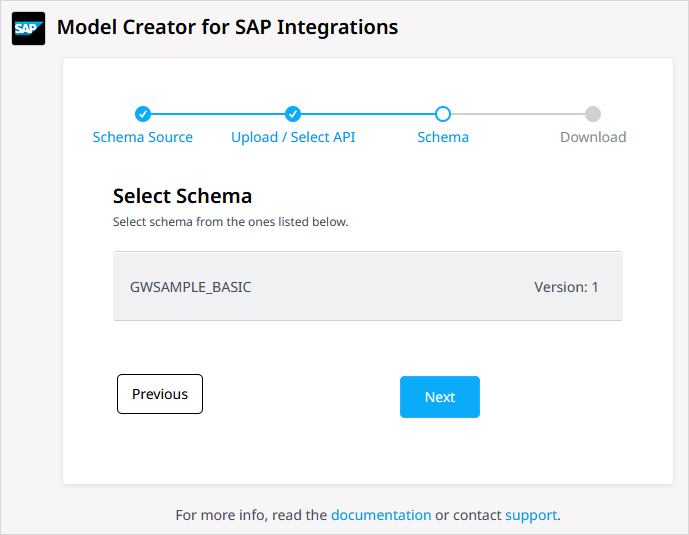 SAP Model Creator for SAP Integrations
Schema Source Upload / Select API Schema Download
Select Schema
Select schema from the ones listed below.
GWSAMPLE_BASIC Version: 1
Previous Next
For more info, read the documentation or contact support.